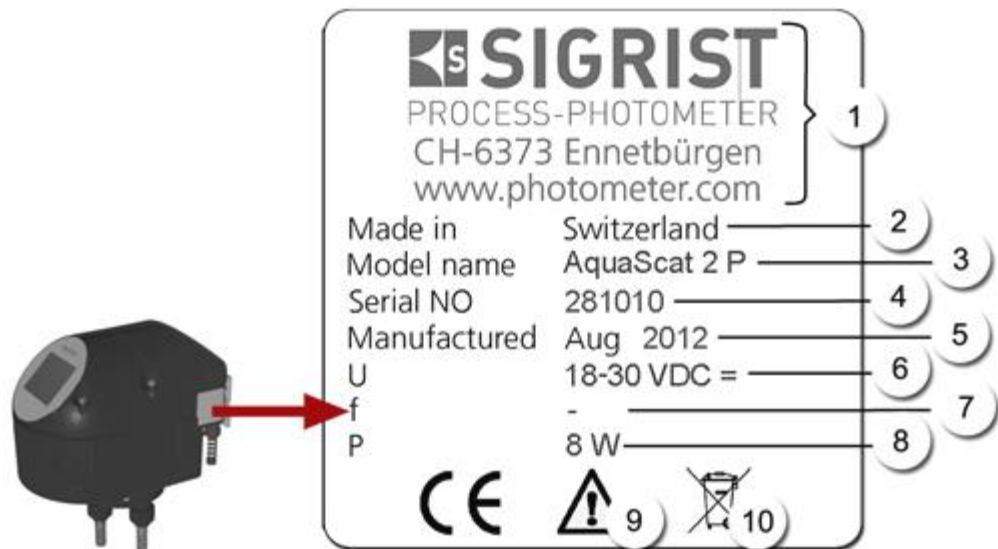 S SIGRIST
PROCESS-PHOTOMETER
CH-6373 Ennetbürgen
www.photometer.com
1
Made in Switzerland 2
Model name AquaScat 2 P 3
Serial NO 281010 4
Manufactured Aug 2012 5
U 18-30 VDC = 6
f - 7
P 8 W 8
CE 9 10